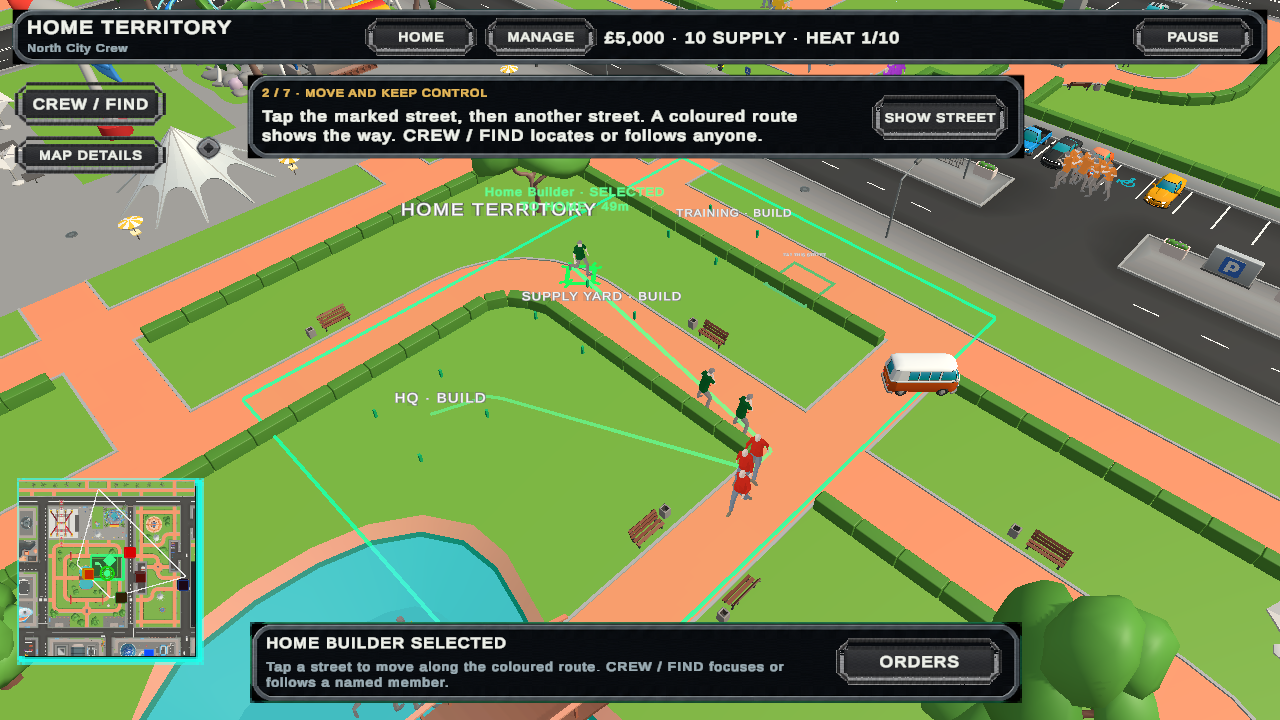 HOME TERRITORY
North City Crew
HOME
MANAGE
£5,000 · 10 SUPPLY · HEAT 1/10
PAUSE
CREW / FIND
MAP DETAILS
2 / 7 · MOVE AND KEEP CONTROL
Tap the marked street, then another street. A coloured route
shows the way. CREW / FIND locates or follows anyone.
SHOW STREET
Home Builder · SELECTED
49m
HOME TERRITORY
TRAINING · BUILD
SUPPLY YARD · BUILD
HQ · BUILD
P
HOME BUILDER SELECTED
Tap a street to move along the coloured route. CREW / FIND focuses or
follows a named member.
ORDERS